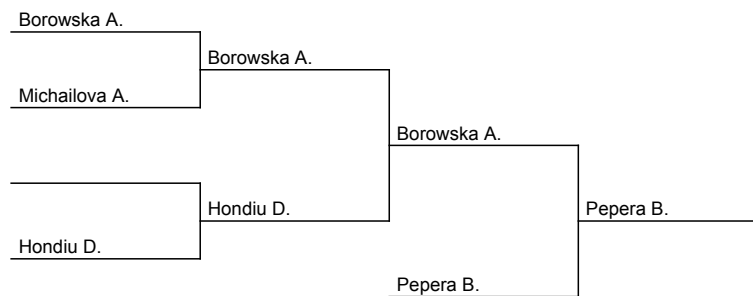 Borowska A.
Borowska A.
Michailova A.
Borowska A.
Hondiu D.
Pepera B.
Hondiu D.
Pepera B.